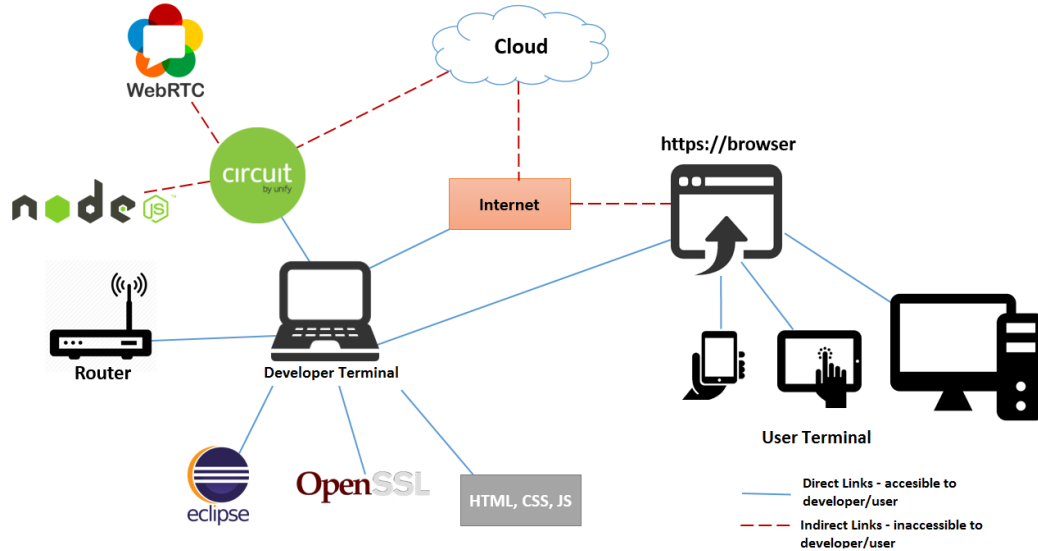 WebRTC
Cloud
https://browser
circuit
by unify
Internet
node
JS™
Router
Developer Terminal
User Terminal
eclipse
OpenSSL
HTML, CSS, JS
Direct Links - accesible to
developer/user
Indirect Links - inaccessible to
developer/user